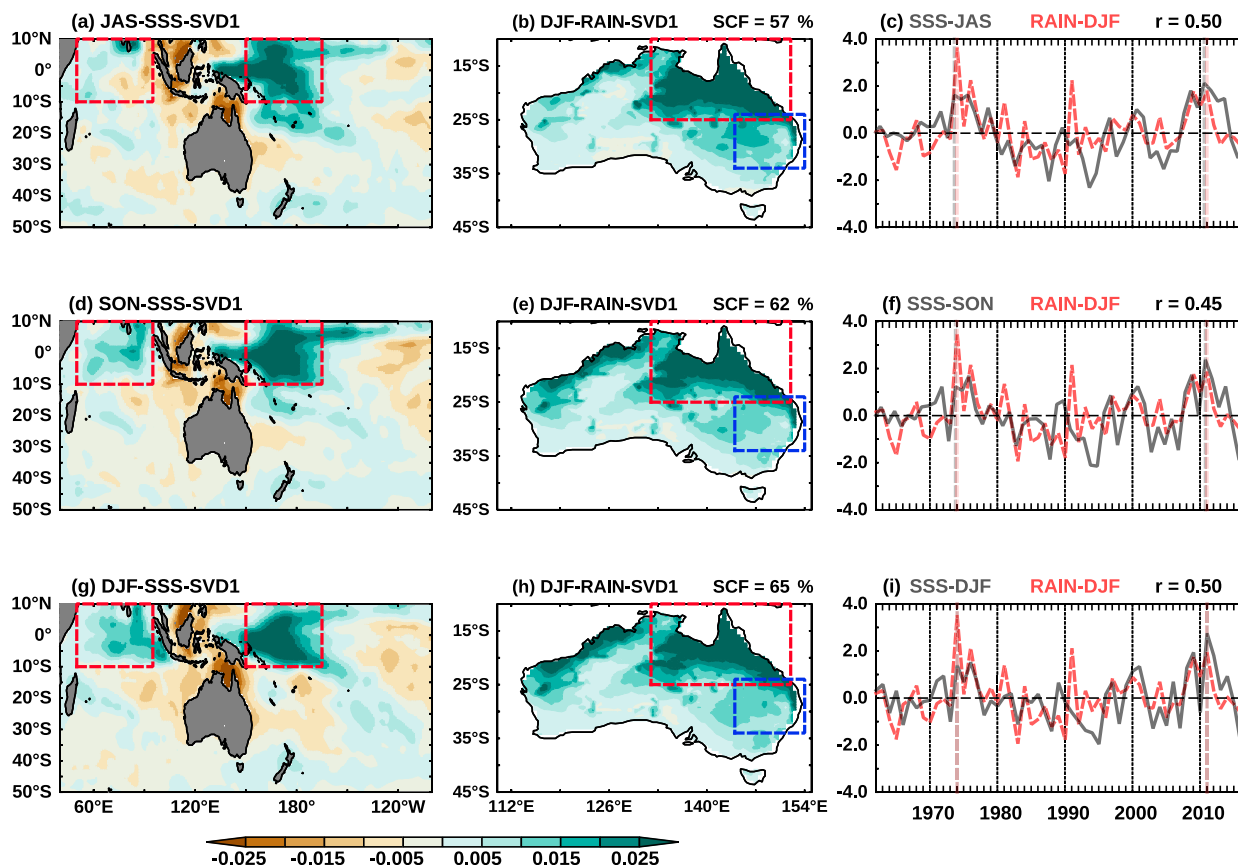 (a) JAS-SSS-SVD1
(b) DJF-RAIN-SVD1 SCF = 57 %
(c) SSS-JAS RAIN-DJF r = 0.50
10°N
0°
10°S
20°S
30°S
40°S
50°S
15°S
25°S
35°S
45°S
4.0
2.0
0.0
-2.0
-4.0
(d) SON-SSS-SVD1
(e) DJF-RAIN-SVD1 SCF = 62 %
(f) SSS-SON RAIN-DJF r = 0.45
10°N
0°
10°S
20°S
30°S
40°S
50°S
15°S
25°S
35°S
45°S
4.0
2.0
0.0
-2.0
-4.0
(g) DJF-SSS-SVD1
(h) DJF-RAIN-SVD1 SCF = 65 %
(i) SSS-DJF RAIN-DJF r = 0.50
10°N
0°
10°S
20°S
30°S
40°S
50°S
15°S
25°S
35°S
45°S
4.0
2.0
0.0
-2.0
-4.0
60°E 120°E 180°E 120°W
112°E 126°E 140°E 154°E
1970 1980 1990 2000 2010
-0.025 -0.015 -0.005 0.005 0.015 0.025